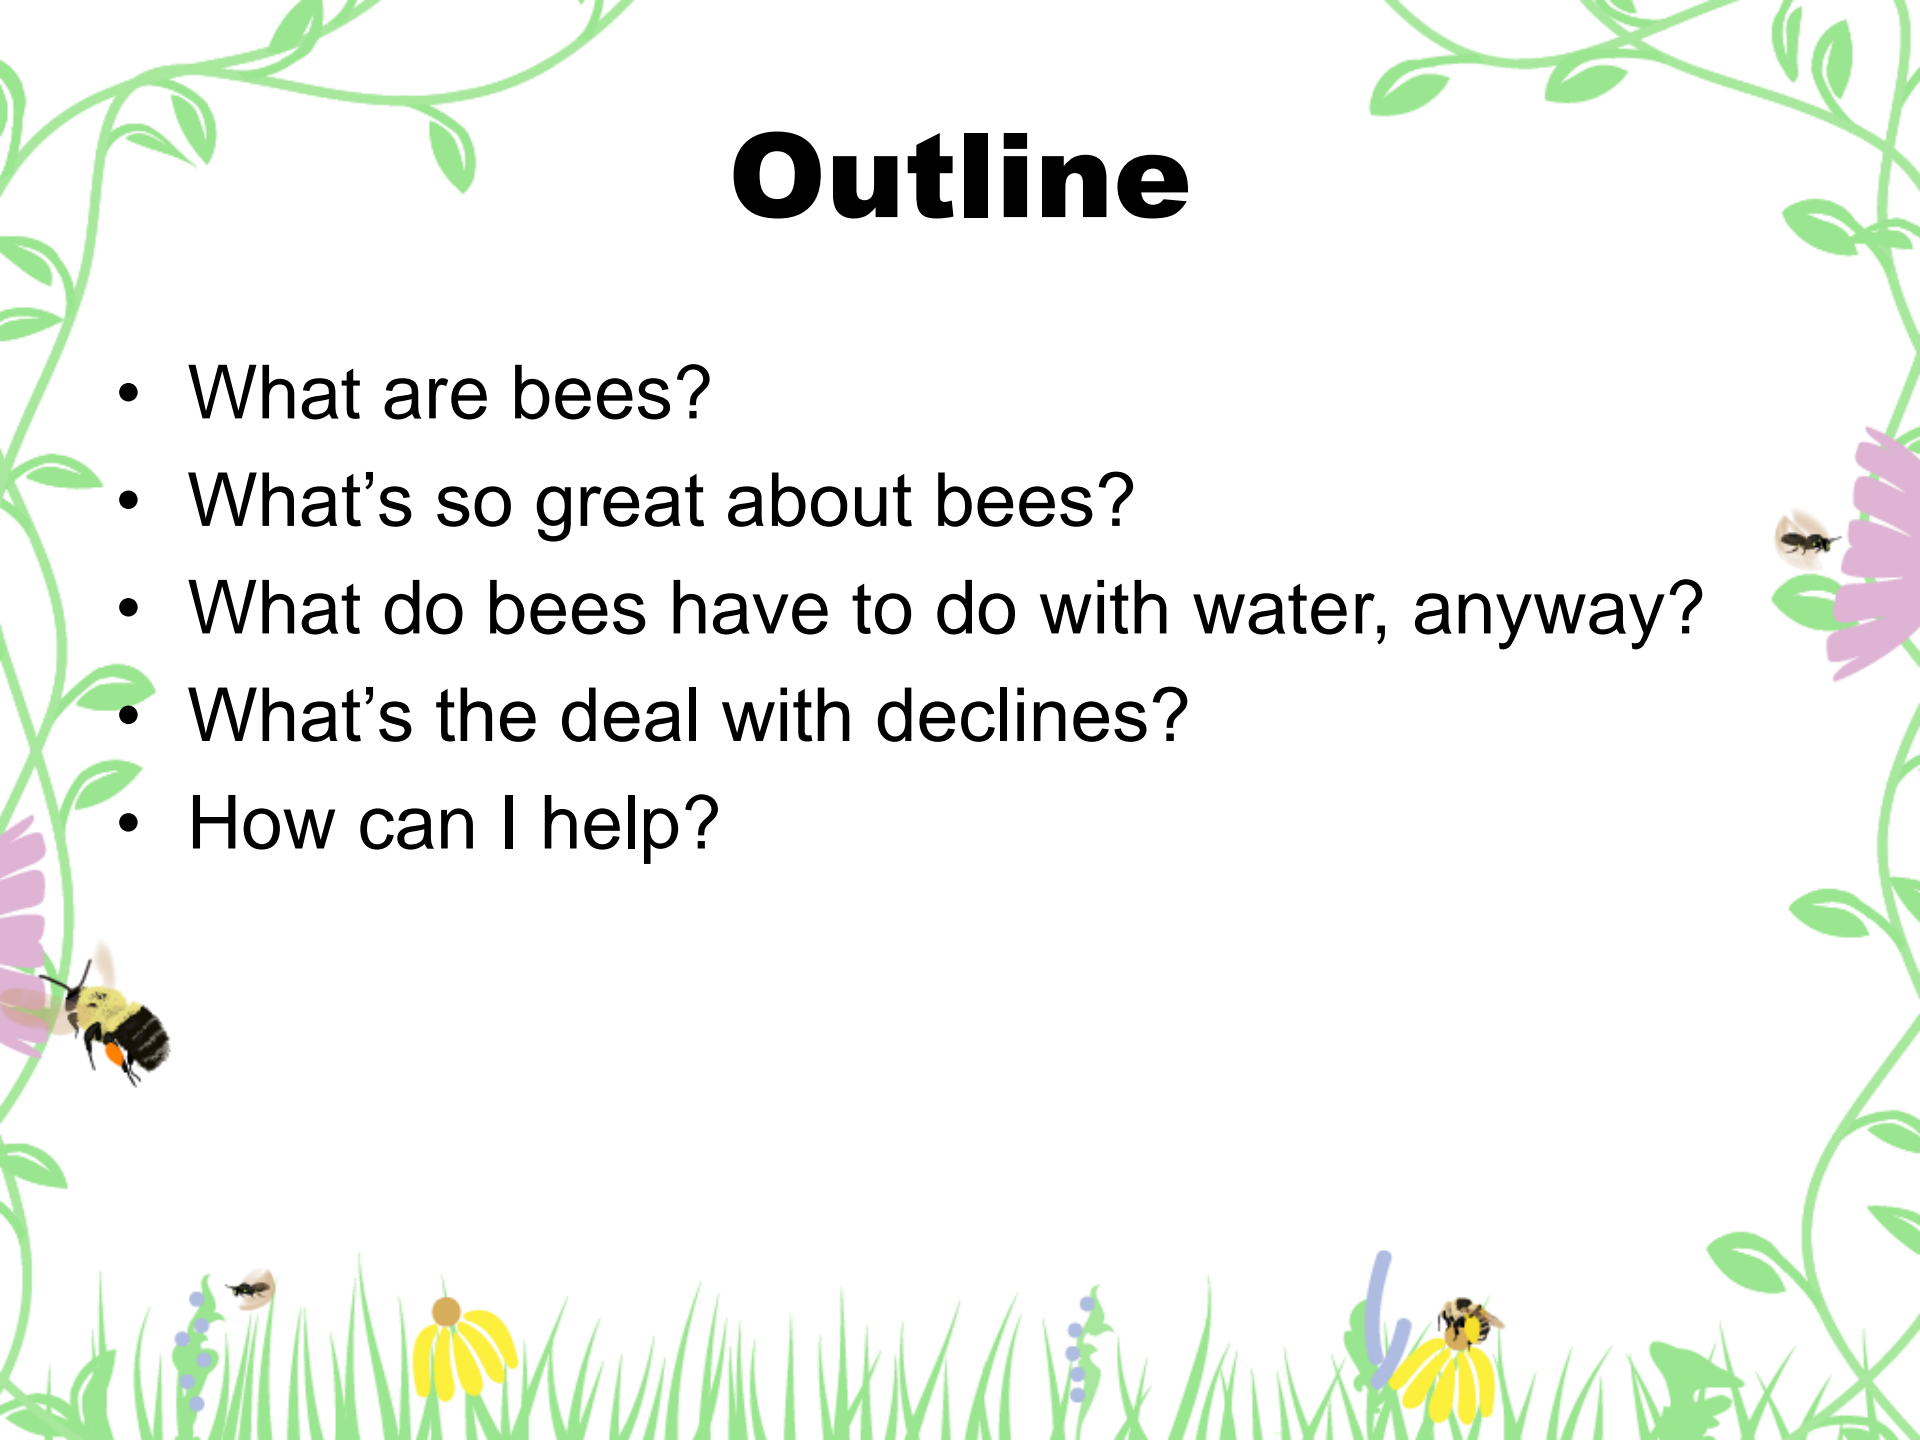 Outline
• What are bees?
• What’s so great about bees?
• What do bees have to do with water, anyway?
• What’s the deal with declines?
• How can I help?